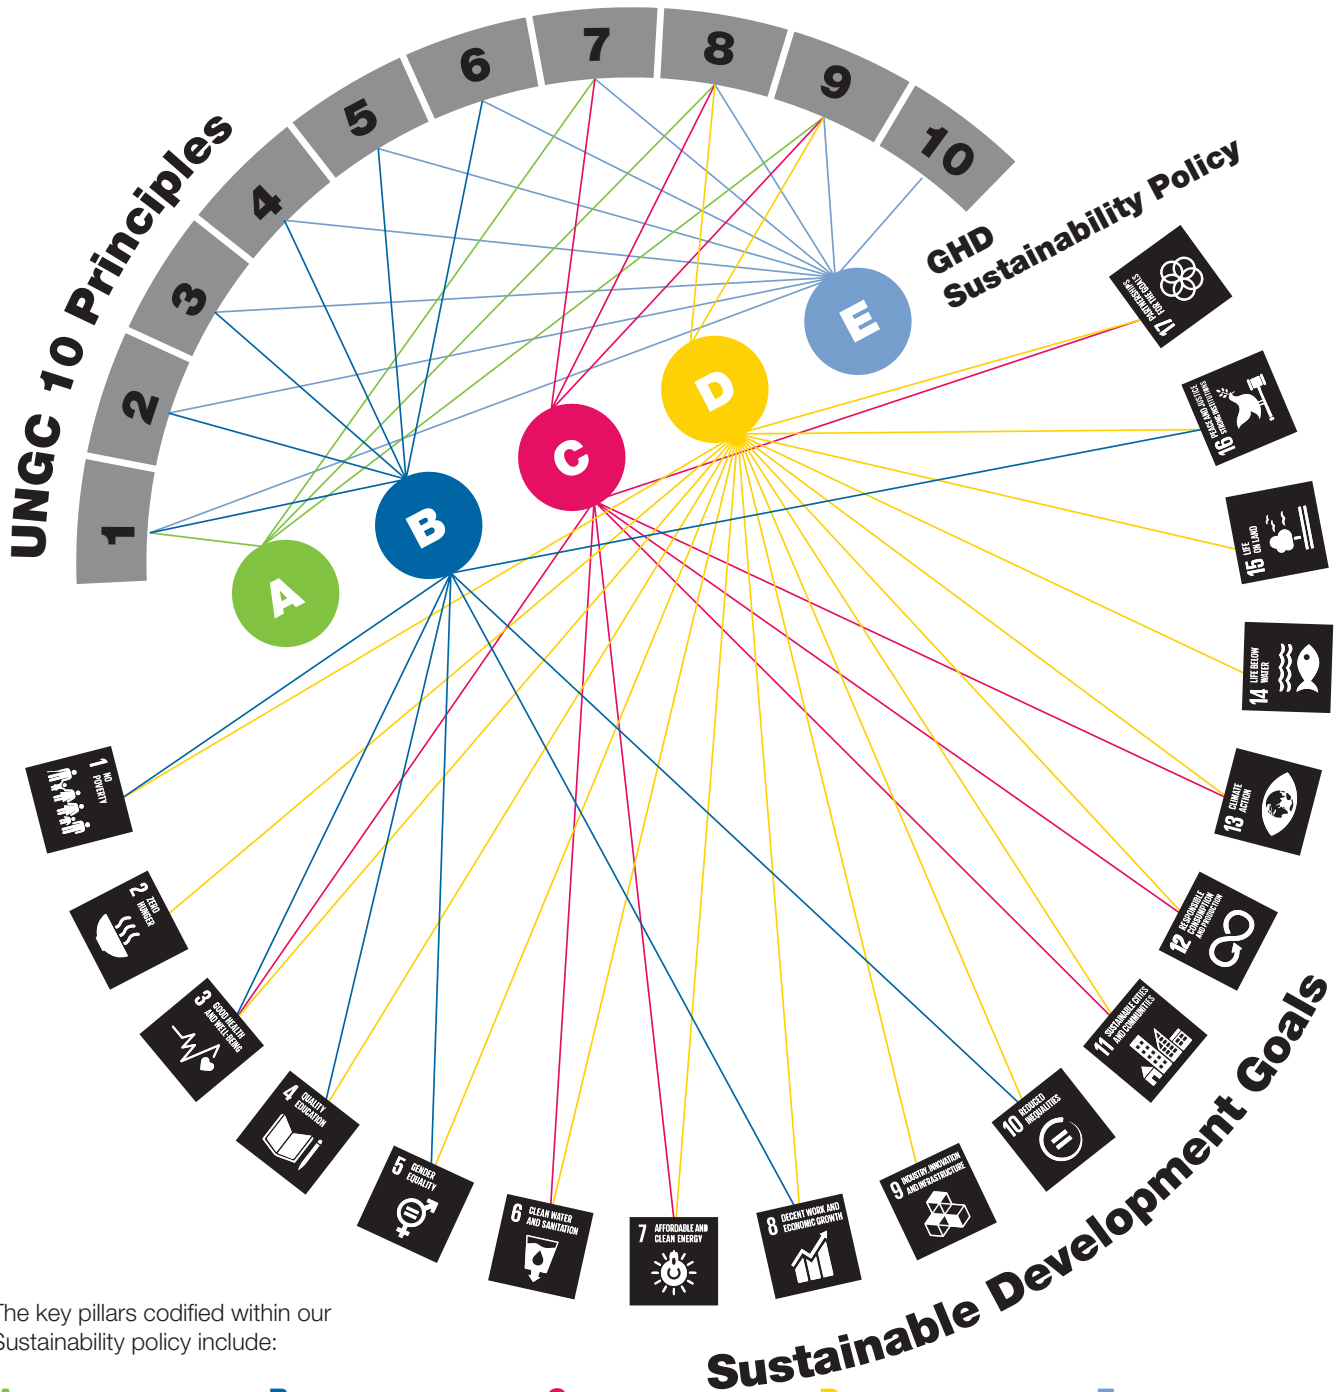 UNGC 10 Principles
1
2
3
4
5
6
7
8
9
10
GHD
Sustainability Policy
A
B
C
D
E
17 PARTNERSHIPS
FOR THE GOALS
16 PEACE AND JUSTICE
STRONG INSTITUTIONS
15 LIFE
ON LAND
14 LIFE BELOW
WATER
13 CLIMATE
ACTION
12 RESPONSIBLE
CONSUMPTION
AND PRODUCTION
11 SUSTAINABLE CITIES
AND COMMUNITIES
10 REDUCED
INEQUALITIES
9 INDUSTRY, INNOVATION
AND INFRASTRUCTURE
8 DECENT WORK AND
ECONOMIC GROWTH
7 AFFORDABLE AND
CLEAN ENERGY
6 CLEAN WATER
AND SANITATION
5 GENDER
EQUALITY
4 QUALITY
EDUCATION
3 GOOD HEALTH
AND WELL-BEING
2 ZERO
HUNGER
1 NO
POVERTY
Sustainable Development Goals
The key pillars codified within our
Sustainability policy include: